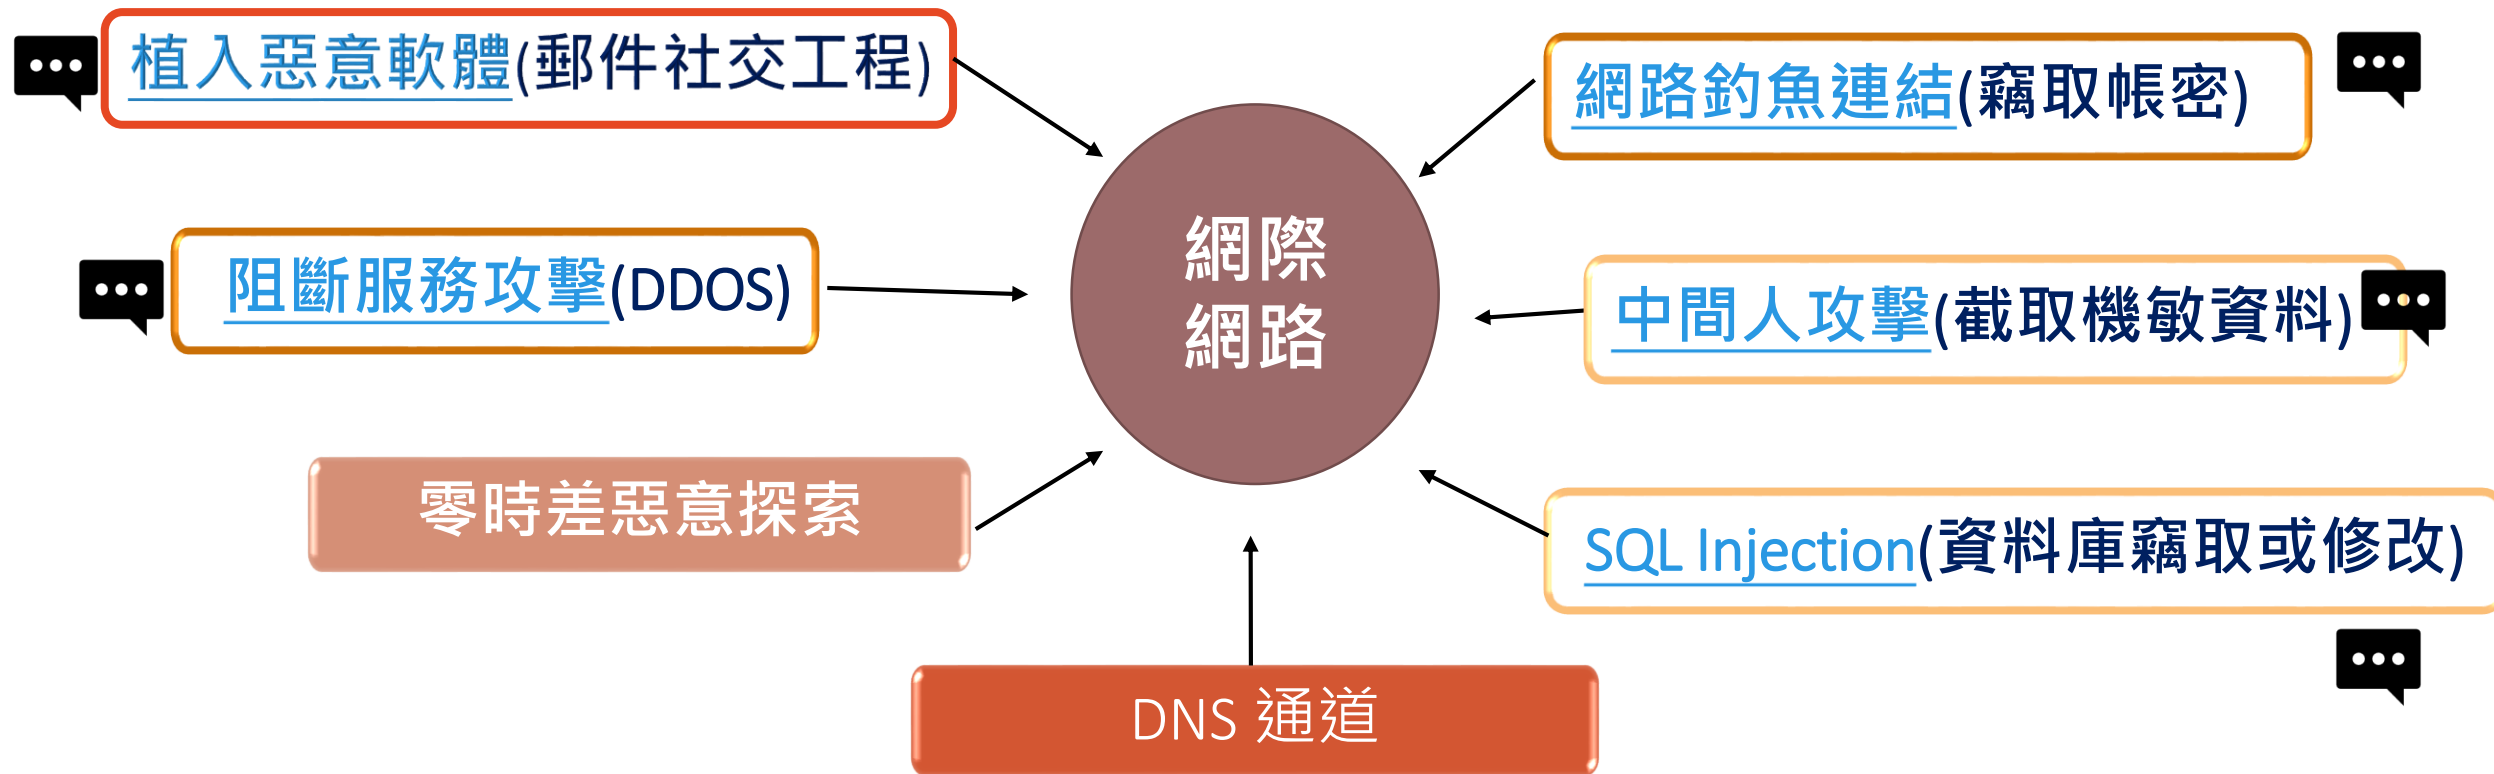 植入惡意軟體(郵件社交工程)
網路釣魚連結(竊取帳密)
阻斷服務攻擊(DDOS)
網際
網路
中間人攻擊(竄取機敏資料)
零時差惡意探索
SQL Injection(資料庫竊取或修改)
DNS 通道